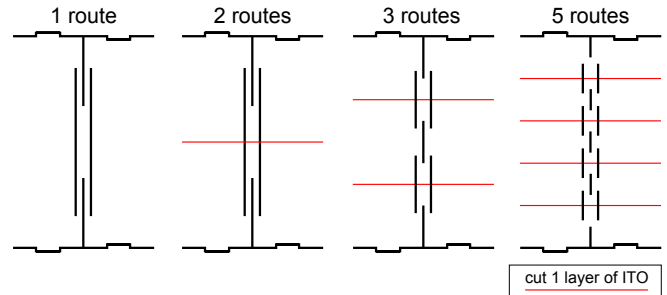 1 route
2 routes
3 routes
5 routes
cut 1 layer of ITO